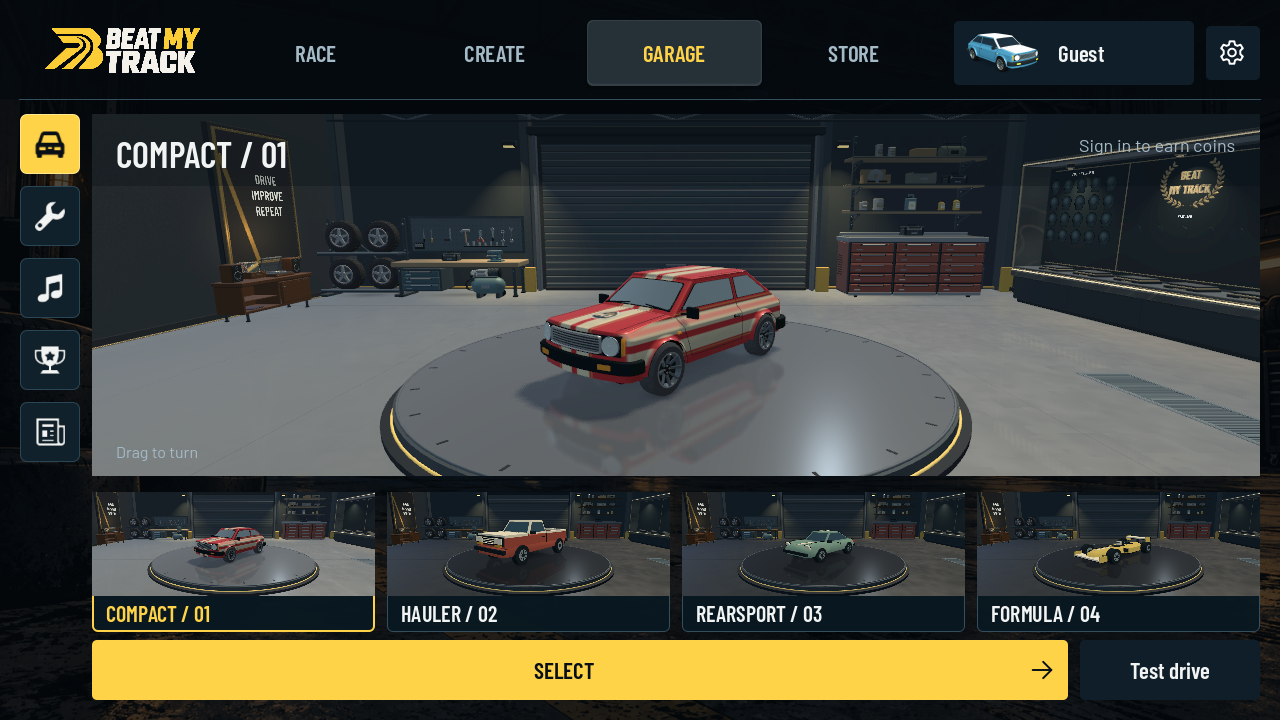 BEAT MY
TRACK
RACE
CREATE
GARAGE
STORE
Guest
COMPACT / 01
Sign in to earn coins
DRIVE
IMPROVE
REPEAT
BEAT
MY TRACK
Drag to turn
COMPACT / 01
HAULER / 02
REARSPORT / 03
FORMULA / 04
SELECT
Test drive